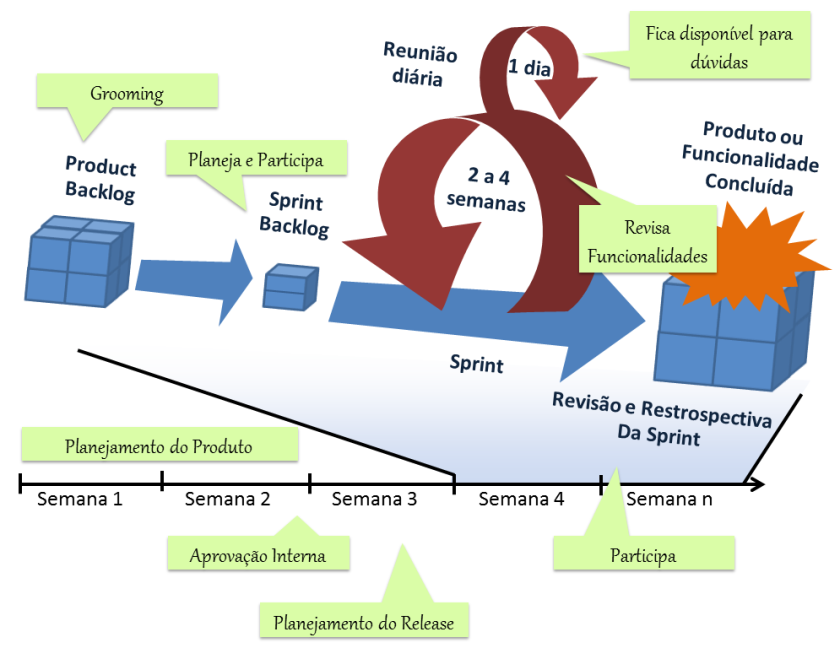 Fica disponível para
dúvidas
Reunião
diária
1 dia
Grooming
Produto ou
Funcionalidade
Concluída
Planeja e Participa
Product
Backlog
2 a 4
semanas
Sprint
Backlog
Revisa
Funcionalidades
Sprint
Revisão e Restrospectiva
Da Sprint
Planejamento do Produto
Semana 1
Semana 2
Semana 3
Semana 4
Semana n
Aprovação Interna
Participa
Planejamento do Release